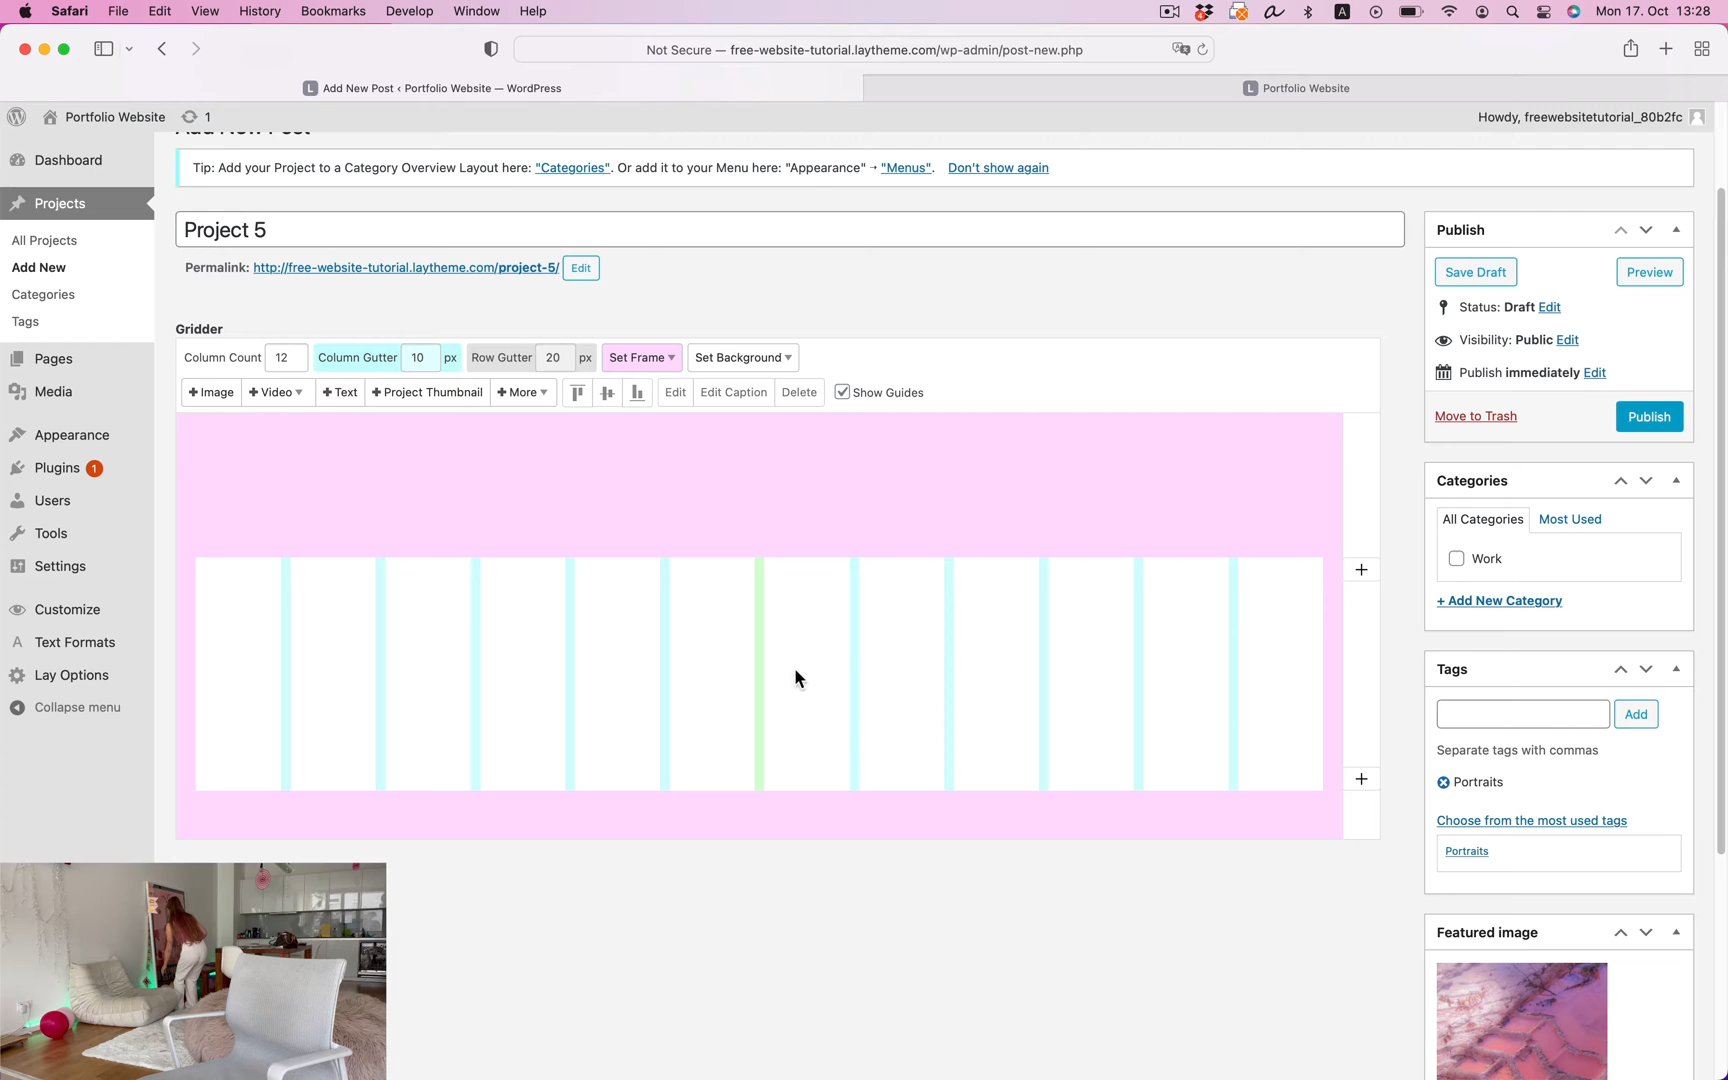 Safari File Edit View History Bookmarks Develop Window Help
4
A
Mon 17. Oct 13:28
Not Secure — free-website-tutorial.laytheme.com/wp-admin/post-new.php
L Add New Post ‹ Portfolio Website — WordPress
L Portfolio Website
Portfolio Website 1
Howdy, freewebsitetutorial_80b2fc
Add New Post
Dashboard
Projects
All Projects
Add New
Categories
Tags
Pages
Media
Appearance
Plugins 1
Users
Tools
Settings
Customize
A Text Formats
Lay Options
Collapse menu
Tip: Add your Project to a Category Overview Layout here: "Categories". Or add it to your Menu here: "Appearance" → "Menus". Don't show again
Project 5
Permalink: http://free-website-tutorial.laytheme.com/project-5/ Edit
Gridder
Column Count 12 Column Gutter 10 px Row Gutter 20 px Set Frame Set Background
+ Image + Video + Text + Project Thumbnail + More Edit Edit Caption Delete Show Guides
+
+
Publish
Save Draft Preview
Status: Draft Edit
Visibility: Public Edit
Publish immediately Edit
Move to Trash Publish
Categories
All Categories Most Used
Work
+ Add New Category
Tags
Add
Separate tags with commas
Portraits
Choose from the most used tags
Portraits
Featured image